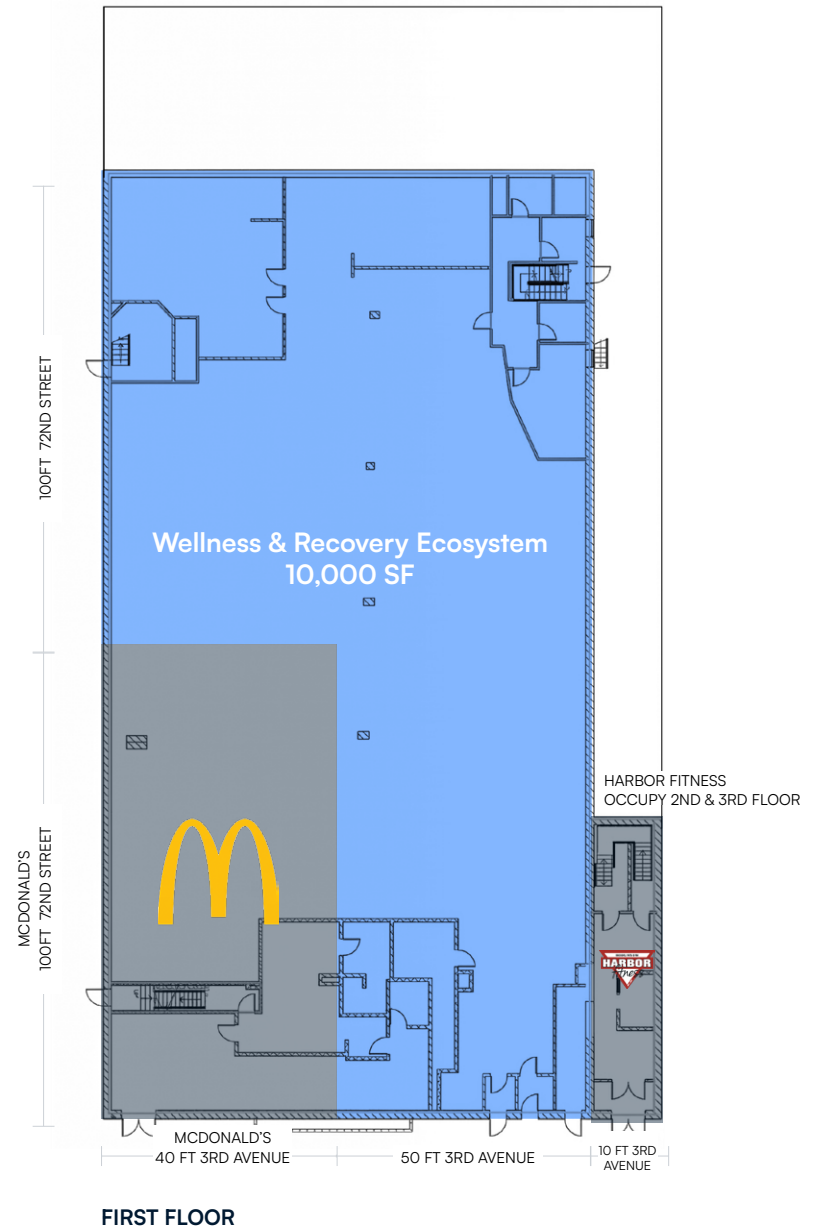 100FT 72ND STREET
Wellness & Recovery Ecosystem
10,000 SF
HARBOR FITNESS
OCCUPY 2ND & 3RD FLOOR
MCDONALD'S
100FT 72ND STREET
HARBOR
fitness
MCDONALD'S
40 FT 3RD AVENUE
50 FT 3RD AVENUE
10 FT 3RD
AVENUE
FIRST FLOOR